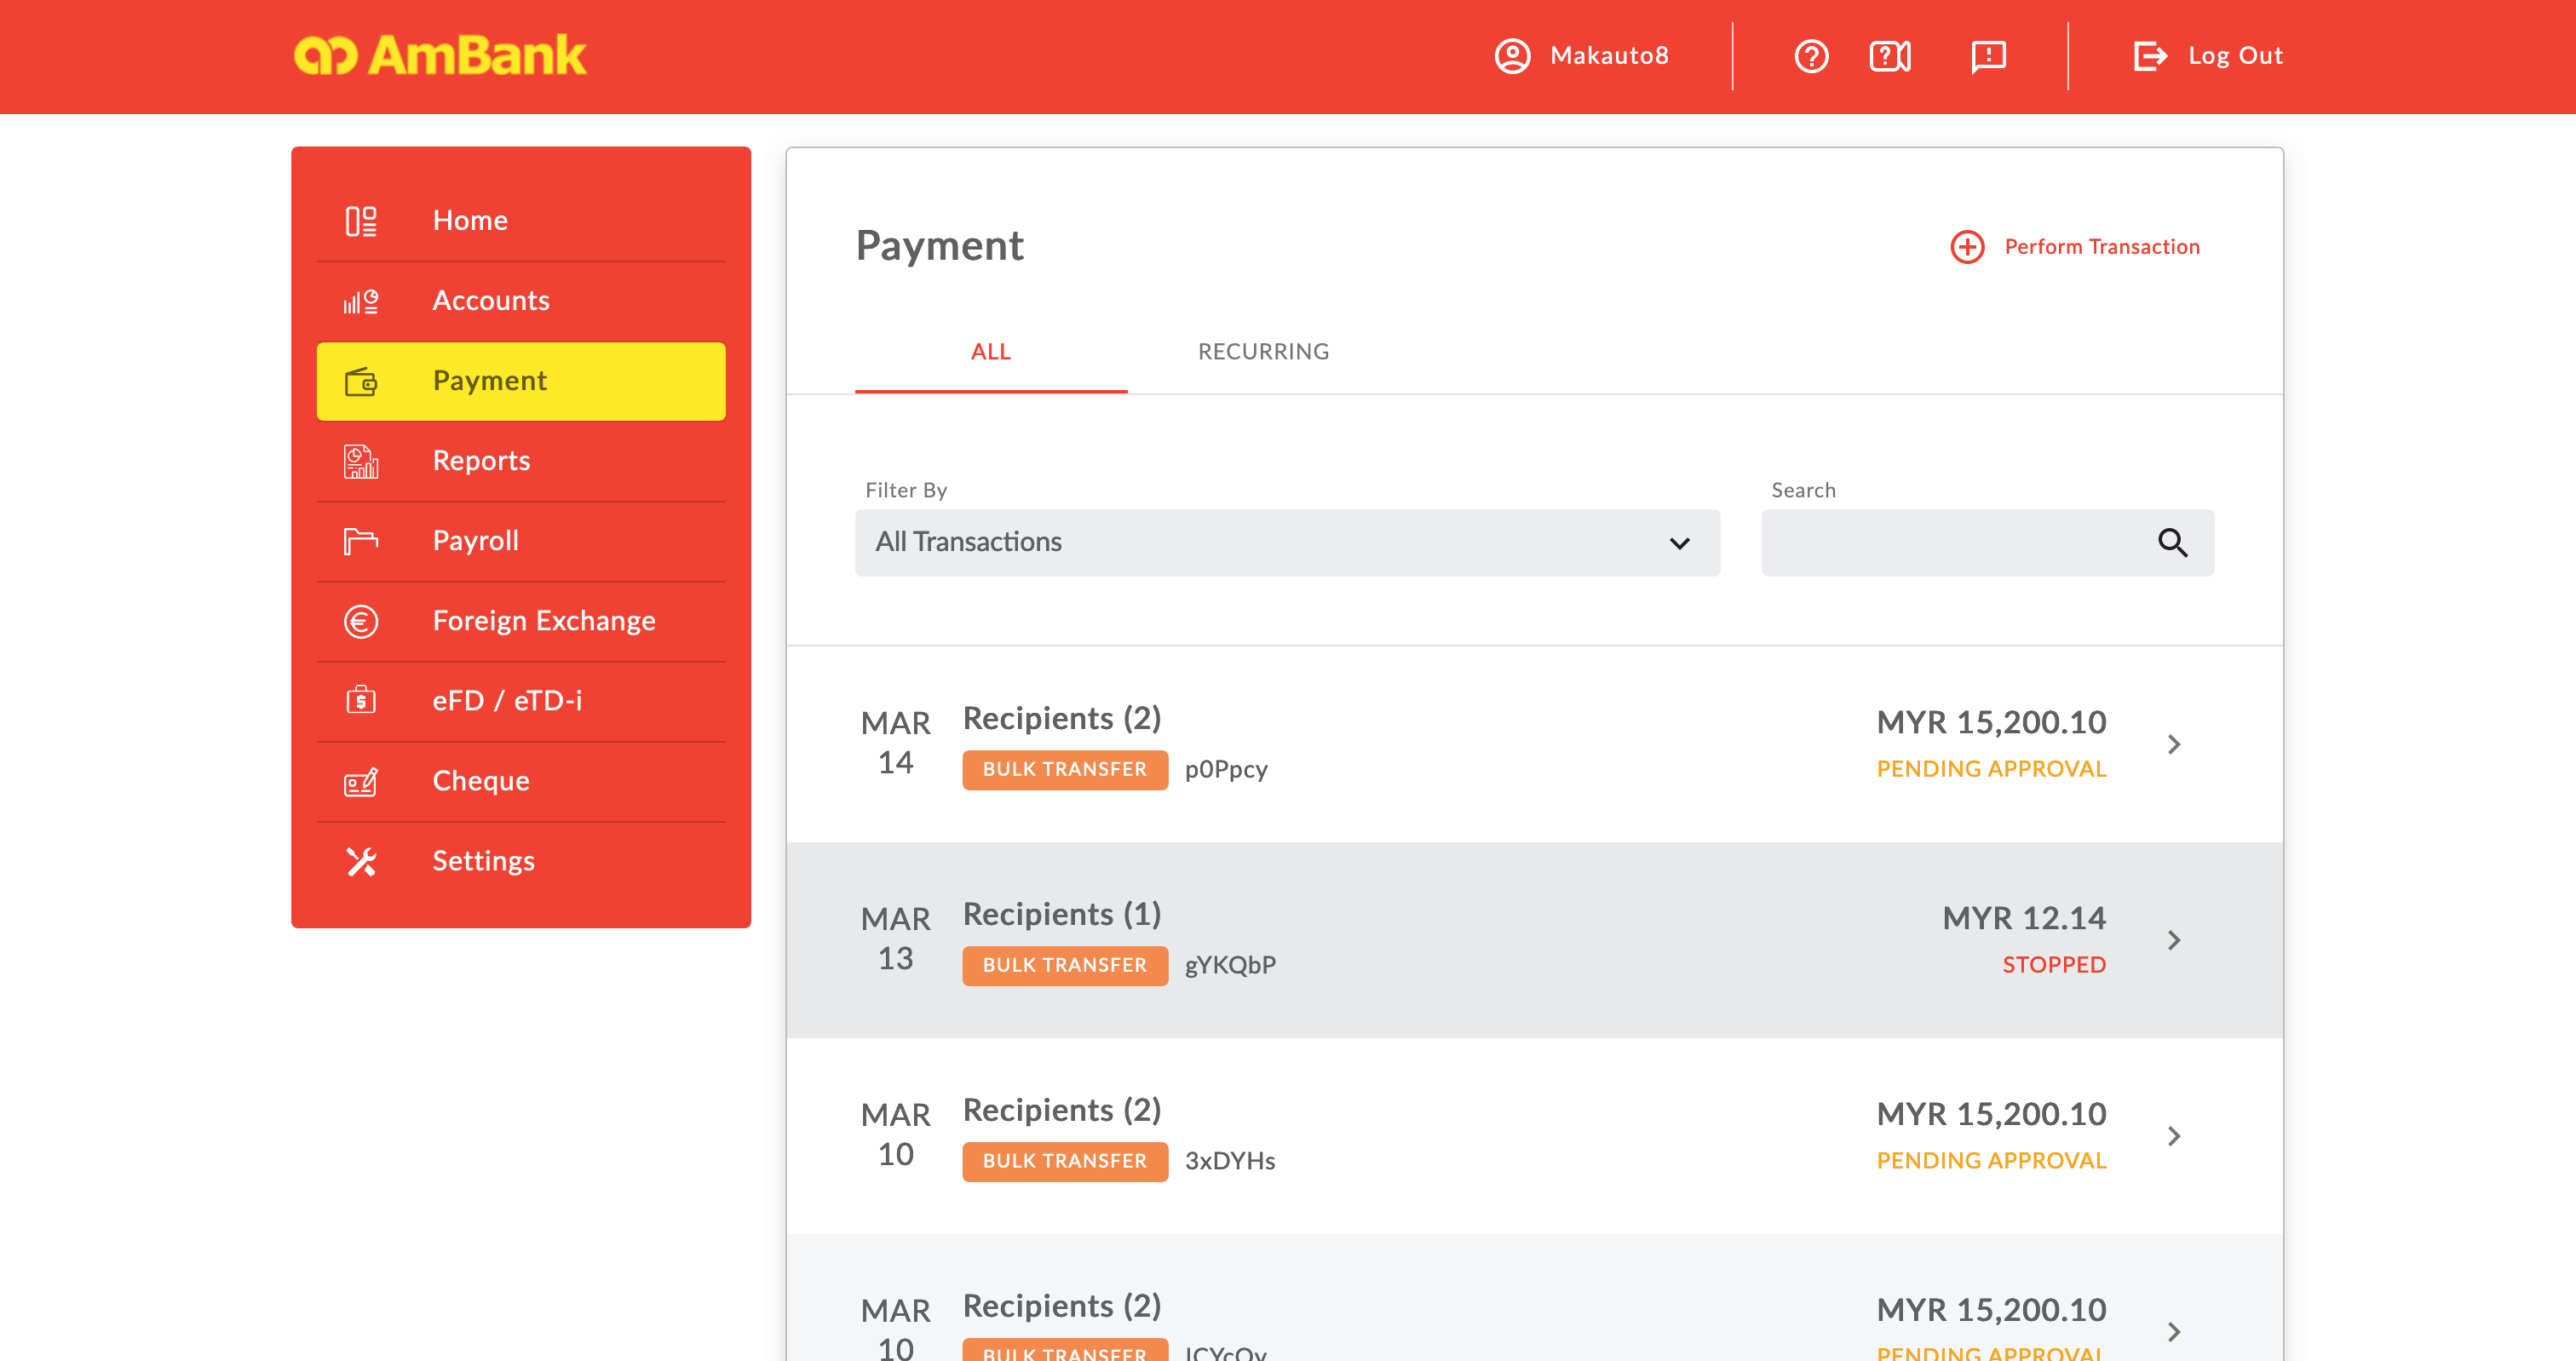 AmBank
Makauto8
Log Out
Home
Accounts
Payment
Reports
Payroll
Foreign Exchange
eFD / eTD-i
Cheque
Settings
Payment
Perform Transaction
ALL
RECURRING
Filter By
All Transactions
Search
MAR 14
Recipients (2)
BULK TRANSFER p0Ppcy
MYR 15,200.10
PENDING APPROVAL
MAR 13
Recipients (1)
BULK TRANSFER gYKQbP
MYR 12.14
STOPPED
MAR 10
Recipients (2)
BULK TRANSFER 3xDYHs
MYR 15,200.10
PENDING APPROVAL
MAR 10
Recipients (2)
BULK TRANSFER
MYR 15,200.10
PENDING APPROVAL